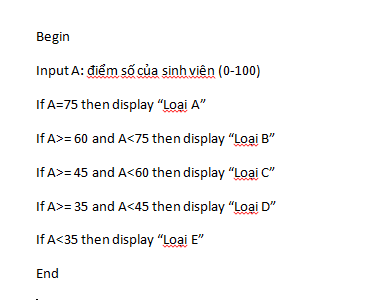 Begin
Input A: điểm số của sinh viên (0-100)
If A=75 then display “Loại A”
If A>= 60 and A<75 then display “Loại B”
If A>= 45 and A<60 then display “Loại C”
If A>= 35 and A<45 then display “Loại D”
If A<35 then display “Loại E”
End